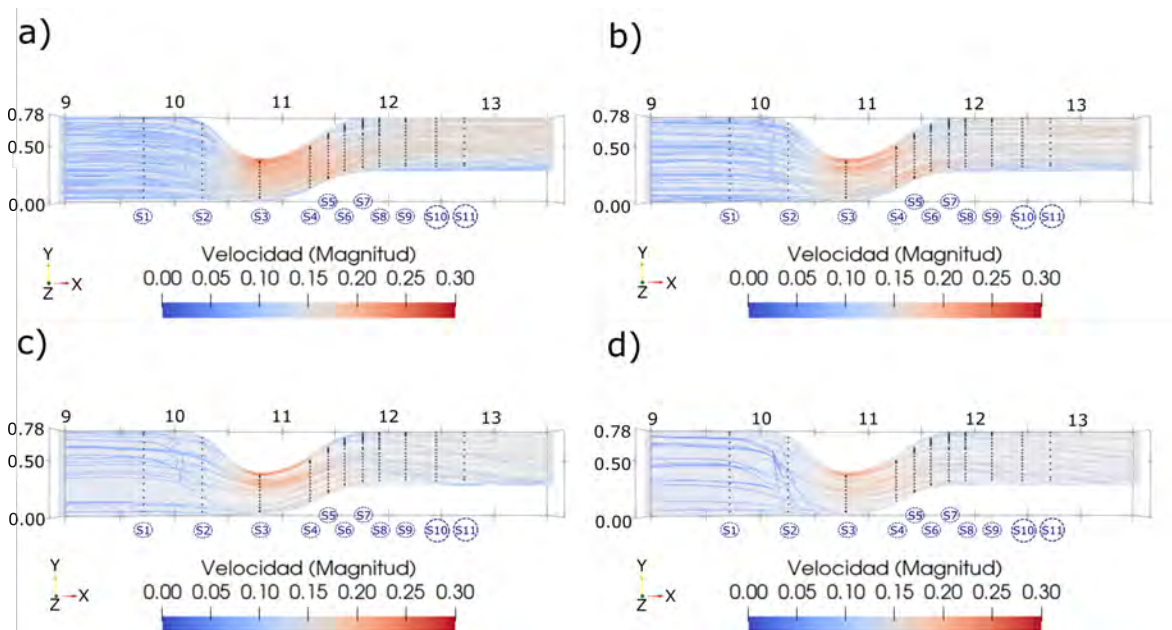 a)
9 10 11 12 13
0.78
0.50
0.00
S5 S7
S1 S2 S3 S4 S6 S8 S9 S10 S11
Y
Z X
Velocidad (Magnitud)
0.00 0.05 0.10 0.15 0.20 0.25 0.30
b)
9 10 11 12 13
0.78
0.50
0.00
S5 S7
S1 S2 S3 S4 S6 S8 S9 S10 S11
Y
Z X
Velocidad (Magnitud)
0.00 0.05 0.10 0.15 0.20 0.25 0.30
c)
9 10 11 12 13
0.78
0.50
0.00
S5 S7
S1 S2 S3 S4 S6 S8 S9 S10 S11
Y
Z X
Velocidad (Magnitud)
0.00 0.05 0.10 0.15 0.20 0.25 0.30
d)
9 10 11 12 13
0.78
0.50
0.00
S5 S7
S1 S2 S3 S4 S6 S8 S9 S10 S11
Y
Z X
Velocidad (Magnitud)
0.00 0.05 0.10 0.15 0.20 0.25 0.30